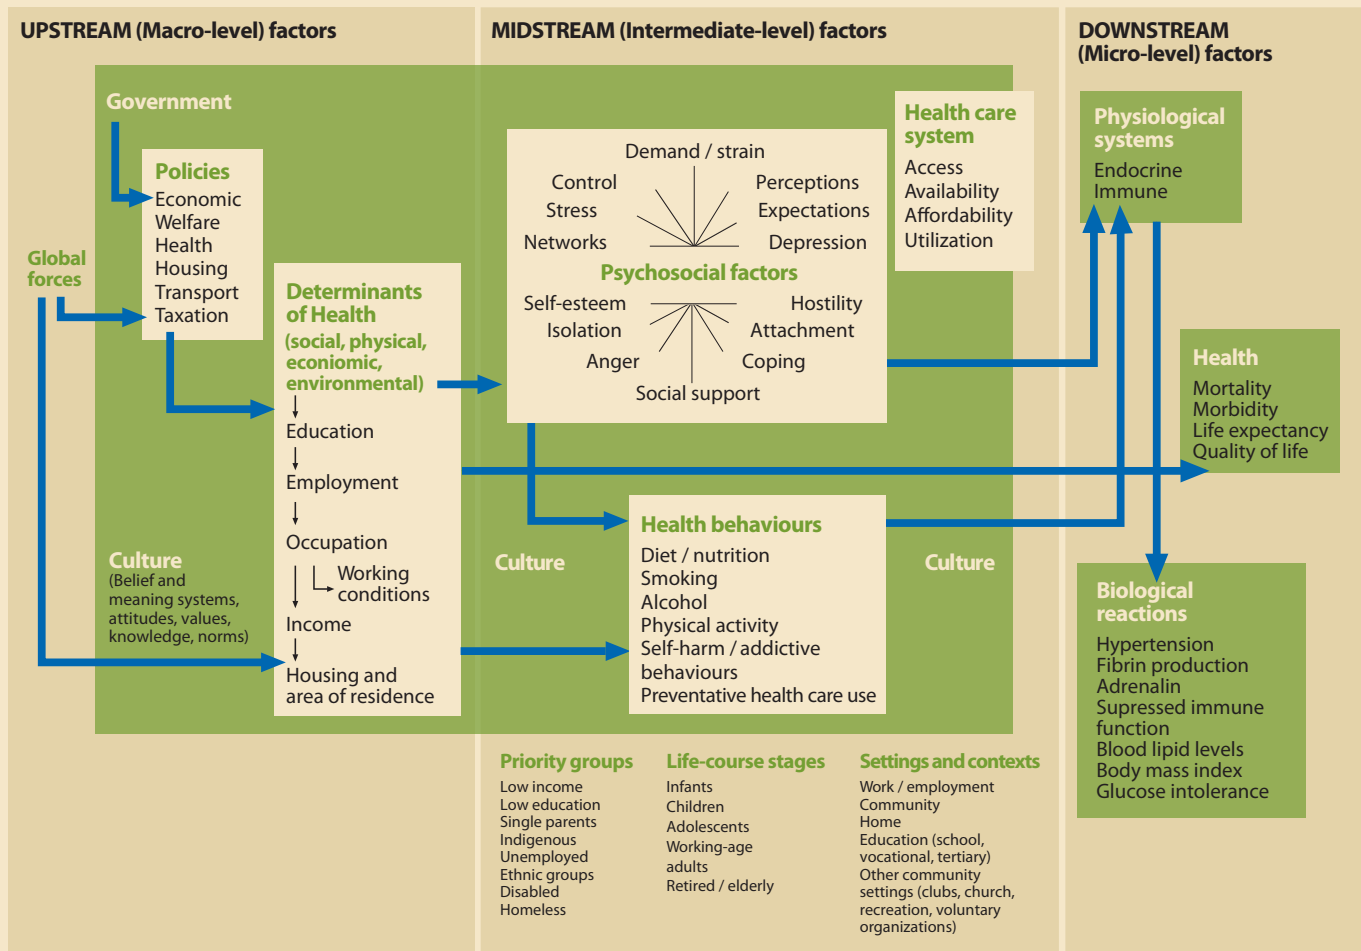 UPSTREAM (Macro-level) factors
Government
Policies
Economic
Welfare
Health
Housing
Transport
Taxation
Global
forces
Determinants
of Health
(social, physical,
econiomic,
environmental)
Education
Employment
Occupation
Working
conditions
Income
Housing and
area of residence
Culture
(Belief and
meaning systems,
attitudes, values,
knowledge, norms)
MIDSTREAM (Intermediate-level) factors
Demand / strain
Control
Perceptions
Stress
Expectations
Networks
Depression
Psychosocial factors
Self-esteem
Hostility
Isolation
Attachment
Anger
Coping
Social support
Health care
system
Access
Availability
Affordability
Utilization
Culture
Health behaviours
Diet / nutrition
Smoking
Alcohol
Physical activity
Self-harm / addictive
behaviours
Preventative health care use
Culture
Priority groups
Low income
Low education
Single parents
Indigenous
Unemployed
Ethnic groups
Disabled
Homeless
Life-course stages
Infants
Children
Adolescents
Working-age
adults
Retired / elderly
Settings and contexts
Work / employment
Community
Home
Education (school,
vocational, tertiary)
Other community
settings (clubs, church,
recreation, voluntary
organizations)
DOWNSTREAM
(Micro-level) factors
Physiological
systems
Endocrine
Immune
Health
Mortality
Morbidity
Life expectancy
Quality of life
Biological
reactions
Hypertension
Fibrin production
Adrenalin
Supressed immune
function
Blood lipid levels
Body mass index
Glucose intolerance